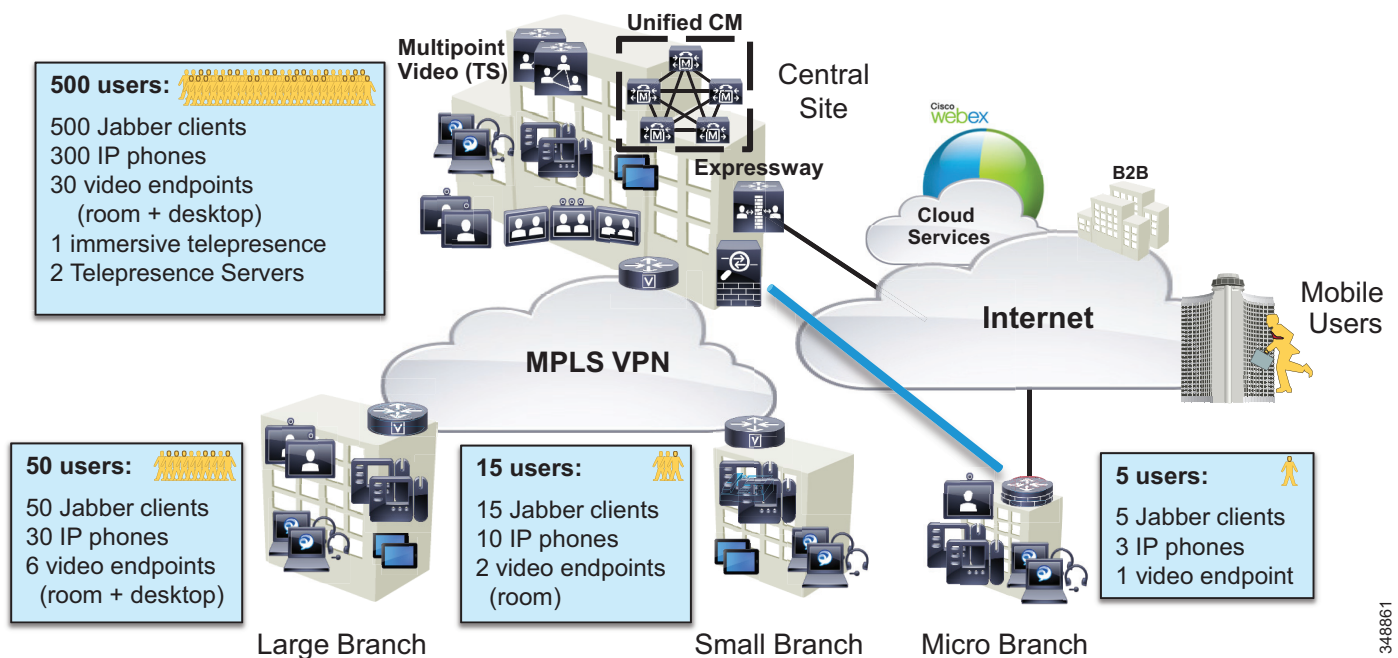 Unified CM
Multipoint
Video (TS)
Central
Site
500 users:
500 Jabber clients
300 IP phones
30 video endpoints
(room + desktop)
1 immersive telepresence
2 Telepresence Servers
M
M
M
M
M
Expressway
Cisco
webex
Cloud
Services
B2B
Internet
Mobile
Users
V
MPLS VPN
V
V
50 users:
50 Jabber clients
30 IP phones
6 video endpoints
(room + desktop)
15 users:
15 Jabber clients
10 IP phones
2 video endpoints
(room)
5 users:
5 Jabber clients
3 IP phones
1 video endpoint
Large Branch
Small Branch
Micro Branch
348861